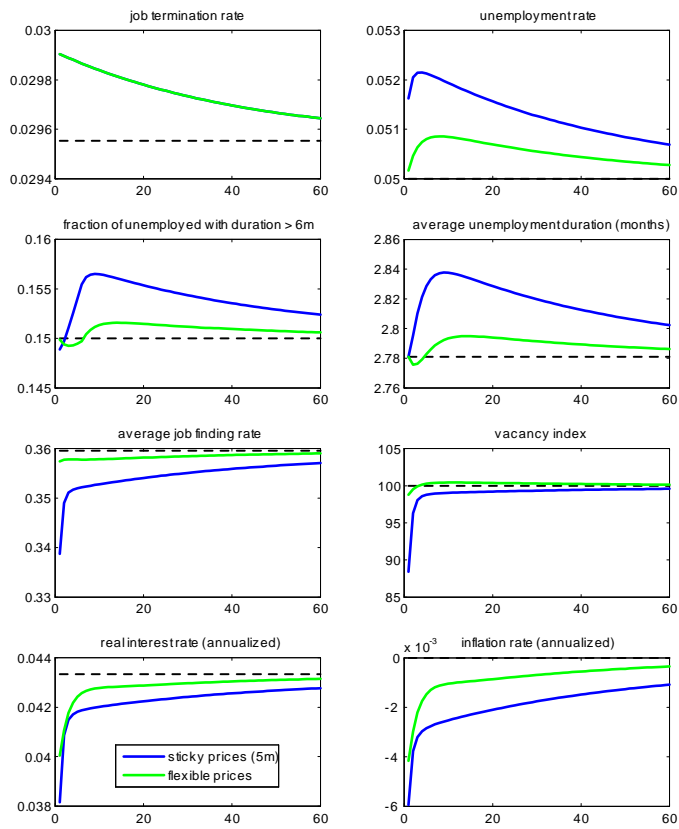 job termination rate
0.03
0.0298
0.0296
0.0294
0 20 40 60
unemployment rate
0.053
0.052
0.051
0.05
0 20 40 60
fraction of unemployed with duration > 6m
0.16
0.155
0.150
0.145
0 20 40 60
average unemployment duration (months)
2.86
2.84
2.82
2.8
2.78
2.76
0 20 40 60
average job finding rate
0.36
0.35
0.34
0.33
0 20 40 60
vacancy index
105
100
95
90
85
0 20 40 60
real interest rate (annualized)
0.044
0.042
0.04
0.038
0 20 40 60
sticky prices (5m)
flexible prices
inflation rate (annualized)
x 10-3
0
-2
-4
-6
0 20 40 60